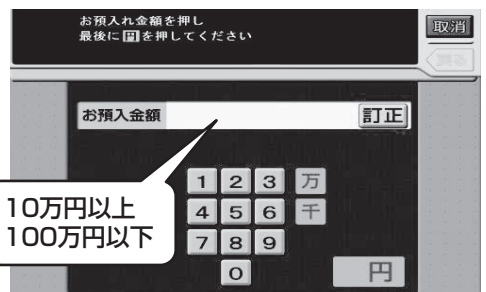 お預入れ金額を押し
最後に円を押してください
取消
戻る
お預入金額
訂正
10万円以上
100万円以下
1 2 3 万
4 5 6 千
7 8 9
0
円